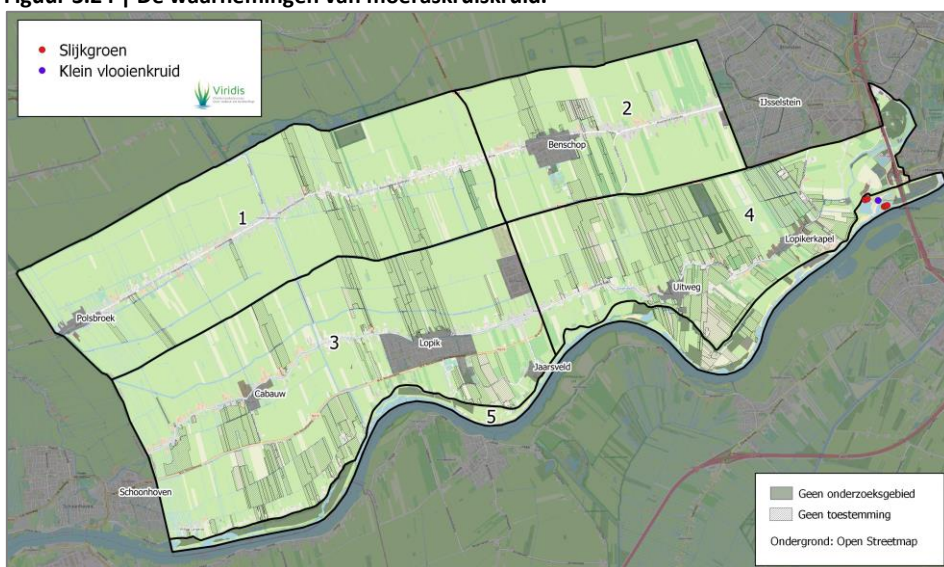 Figuur 3.24 | De waarnemingen van moeraskruiskruid.
Slijkgroen
Klein vlooienkruid
Viridis
IJsselstein
2
Benschop
1
4
Lopikerkapel
Uitweg
Polsbroek
3
Lopik
Jaarsveld
Cabauw
5
Schoonhoven
Geen onderzoeksgebied
Geen toestemming
Ondergrond: Open Streetmap